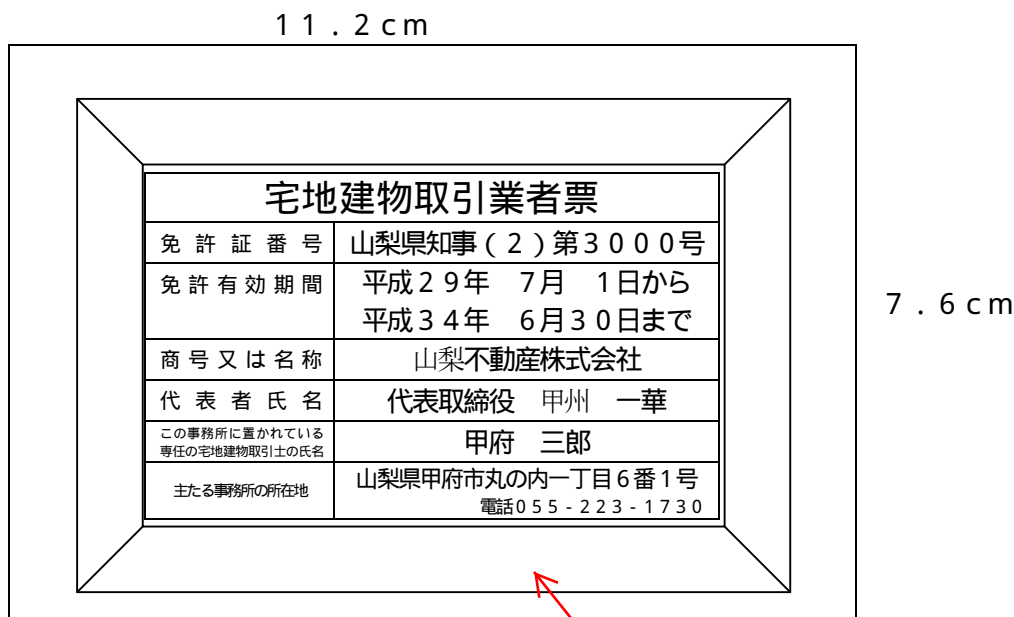 11.2cm
宅地建物取引業者票
免許証番号 山梨県知事(2)第3000号
免許有効期間 平成29年 7月 1日から
平成34年 6月30日まで
商号又は名称 山梨不動産株式会社
代表者氏名 代表取締役 甲州 一華
この事務所に置かれている
専任の宅地建物取引士の氏名 甲府 三郎
主たる事務所の所在地 山梨県甲府市丸の内一丁目6番1号
電話055-223-1730
7.6cm